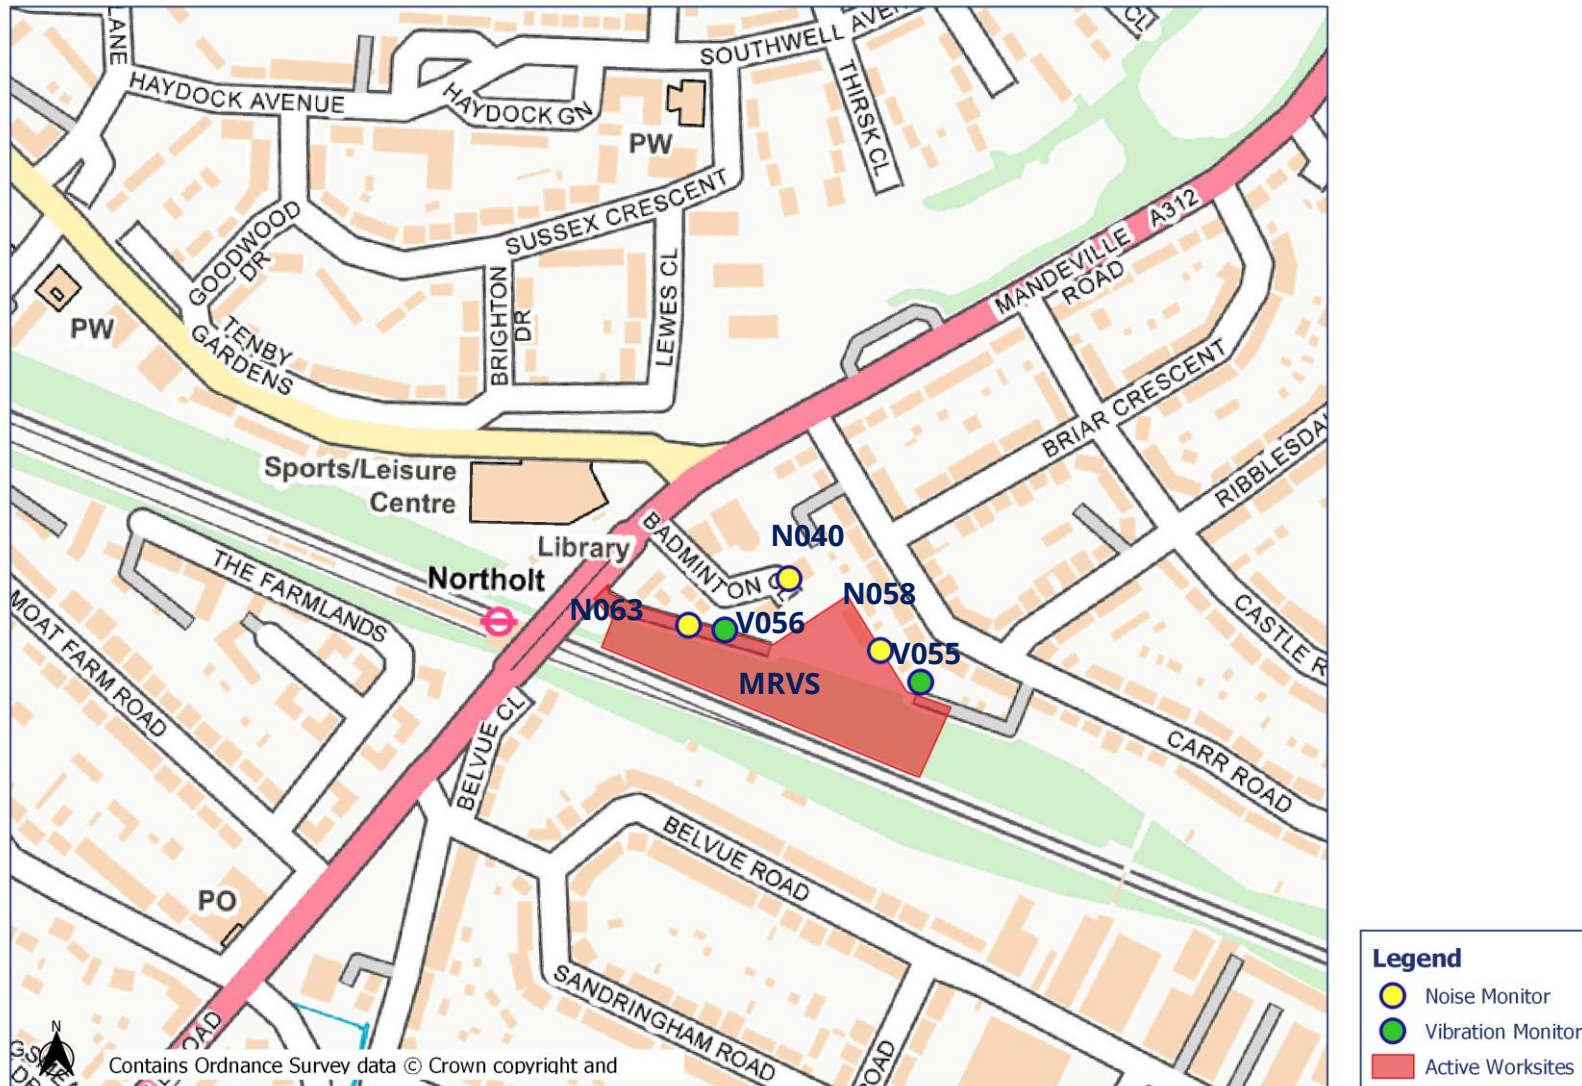 LANE
HAYDOCK AVENUE
HAYDOCK GN
SOUTHWELL AVE
CL
THIRSK CL
PW
SUSSEX CRESCENT
GOODWOOD
DR
BRIGHTON
DR
LEWES CL
MANDEVILLE
ROAD
A312
PW
TENBY
GARDENS
BRIAR CRESCENT
RIBBLESDA
Sports/Leisure
Centre
Library
BADMINTON CL
N040
Northolt
N063
V056
N058
V055
MRVS
THE FARMLANDS
MOAT FARM ROAD
CASTLE R
BELVUE CL
CARR ROAD
BELVUE ROAD
PO
SANDRINGHAM ROAD
ROAD
OAD
N
DR
Contains Ordnance Survey data © Crown copyright and
Legend
Noise Monitor
Vibration Monitor
Active Worksites